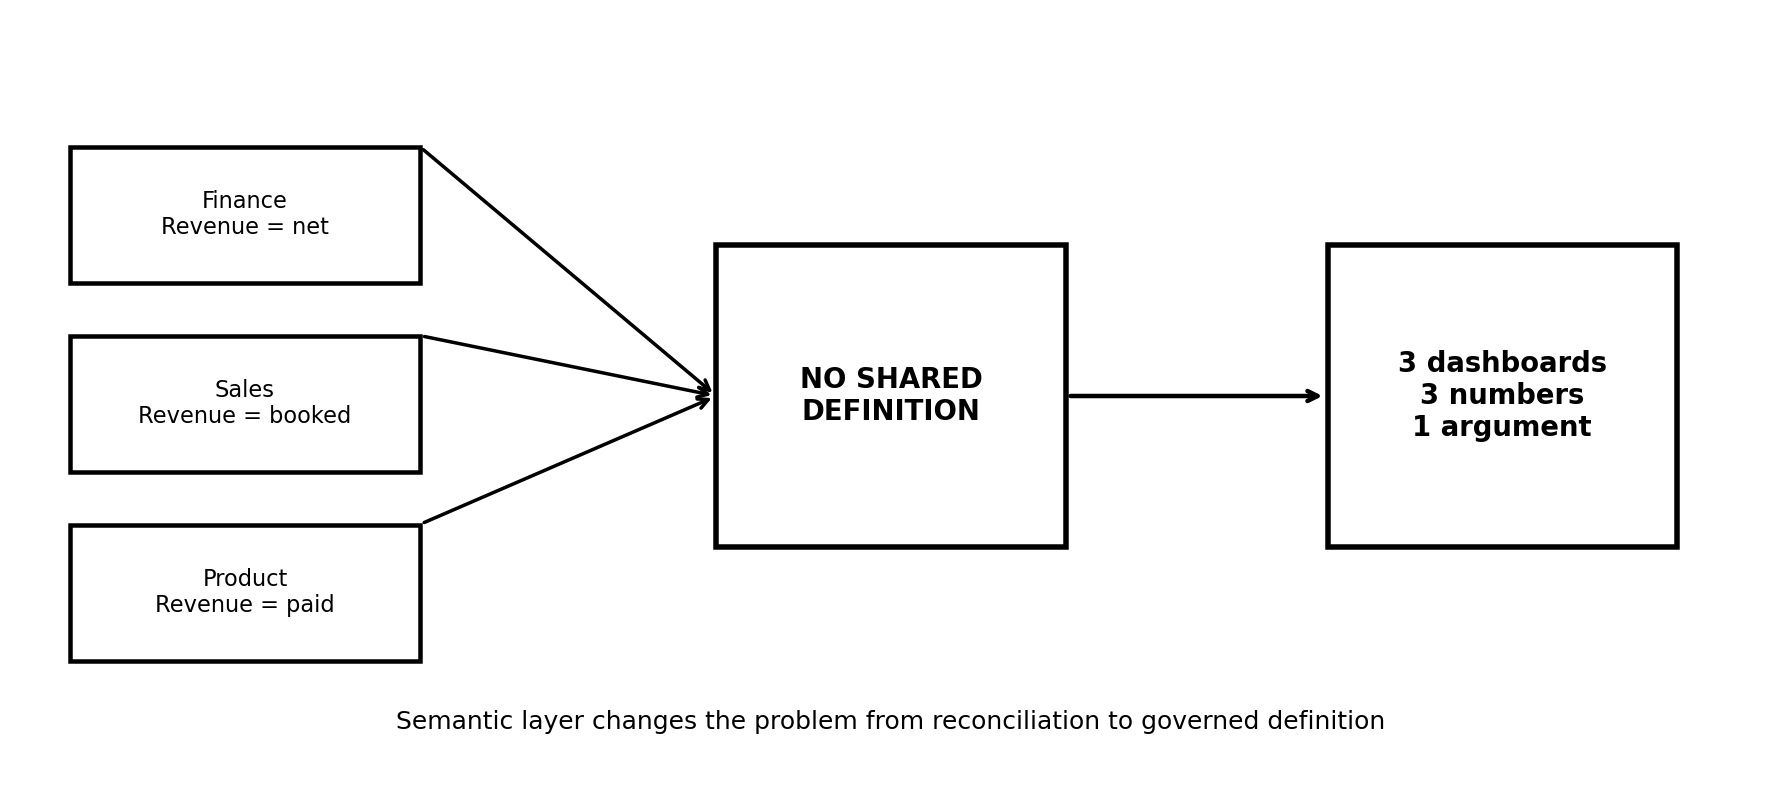 Finance
Revenue = net
Sales
Revenue = booked
Product
Revenue = paid
NO SHARED
DEFINITION
3 dashboards
3 numbers
1 argument
Semantic layer changes the problem from reconciliation to governed definition